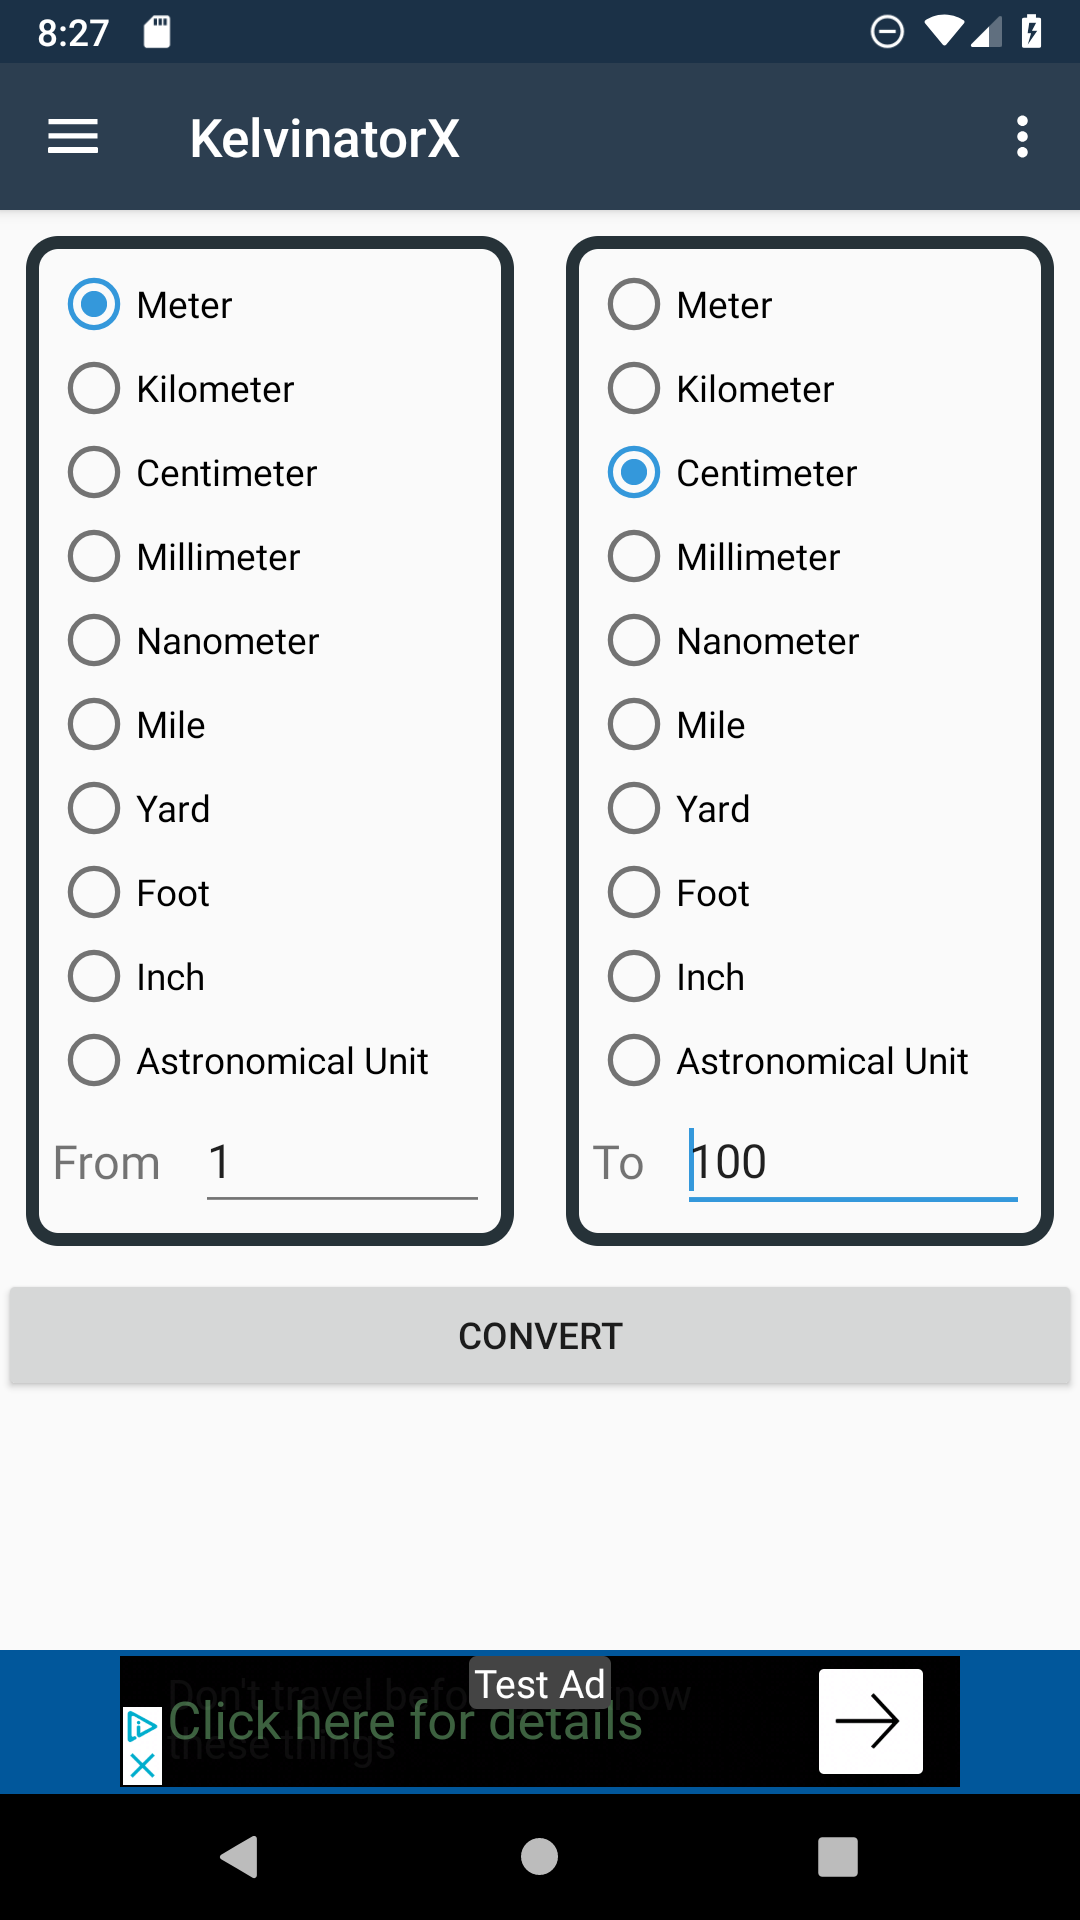 8:27
KelvinatorX
Meter
Kilometer
Centimeter
Millimeter
Nanometer
Mile
Yard
Foot
Inch
Astronomical Unit
From 1
Meter
Kilometer
Centimeter
Millimeter
Nanometer
Mile
Yard
Foot
Inch
Astronomical Unit
To 100
CONVERT
Test Ad
Click here for details
Don't travel now
these things